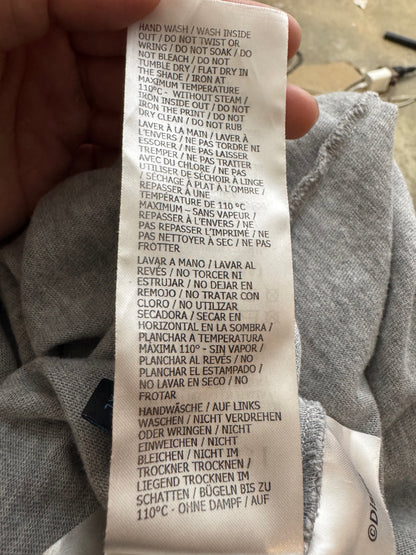 HAND WASH / WASH INSIDE
OUT / DO NOT TWIST OR
WRING / DO NOT SOAK / DO
NOT BLEACH / DO NOT
TUMBLE DRY / FLAT DRY IN
THE SHADE / IRON AT
MAXIMUM TEMPERATURE
110°C - WITHOUT STEAM /
IRON INSIDE OUT / DO NOT
IRON THE PRINT / DO NOT
DRY CLEAN / DO NOT RUB
LAVER À LA MAIN / LAVER À
L'ENVERS / NE PAS TORDRE NI
ESSORER / NE PAS LAISSER
TREMPER / NE PAS TRAITER
AVEC DU CHLORE / NE PAS
UTILISER DE SÉCHOIR À LINGE
/ SÉCHAGE À PLAT À L'OMBRE /
REPASSER À UNE
TEMPÉRATURE DE 110 °C
MAXIMUM – SANS VAPEUR /
REPASSER À L'ENVERS / NE
PAS REPASSER L'IMPRIMÉ / NE
PAS NETTOYER À SEC / NE PAS
FROTTER
LAVAR A MANO / LAVAR AL
REVÉS / NO TORCER NI
ESTRUJAR / NO DEJAR EN
REMOJO / NO TRATAR CON
CLORO / NO UTILIZAR
SECADORA / SECAR EN
HORIZONTAL EN LA SOMBRA /
PLANCHAR A TEMPERATURA
MÁXIMA 110° - SIN VAPOR /
PLANCHAR AL REVÉS / NO
PLANCHAR EL ESTAMPADO /
NO LAVAR EN SECO / NO
FROTAR
HANDWÄSCHE / AUF LINKS
WASCHEN / NICHT VERDREHEN
ODER WRINGEN / NICHT
EINWEICHEN / NICHT
BLEICHEN / NICHT IM
TROCKNER TROCKNEN /
LIEGEND TROCKNEN IM
SCHATTEN / BÜGELN BIS ZU
110°C - OHNE DAMPF / AUF